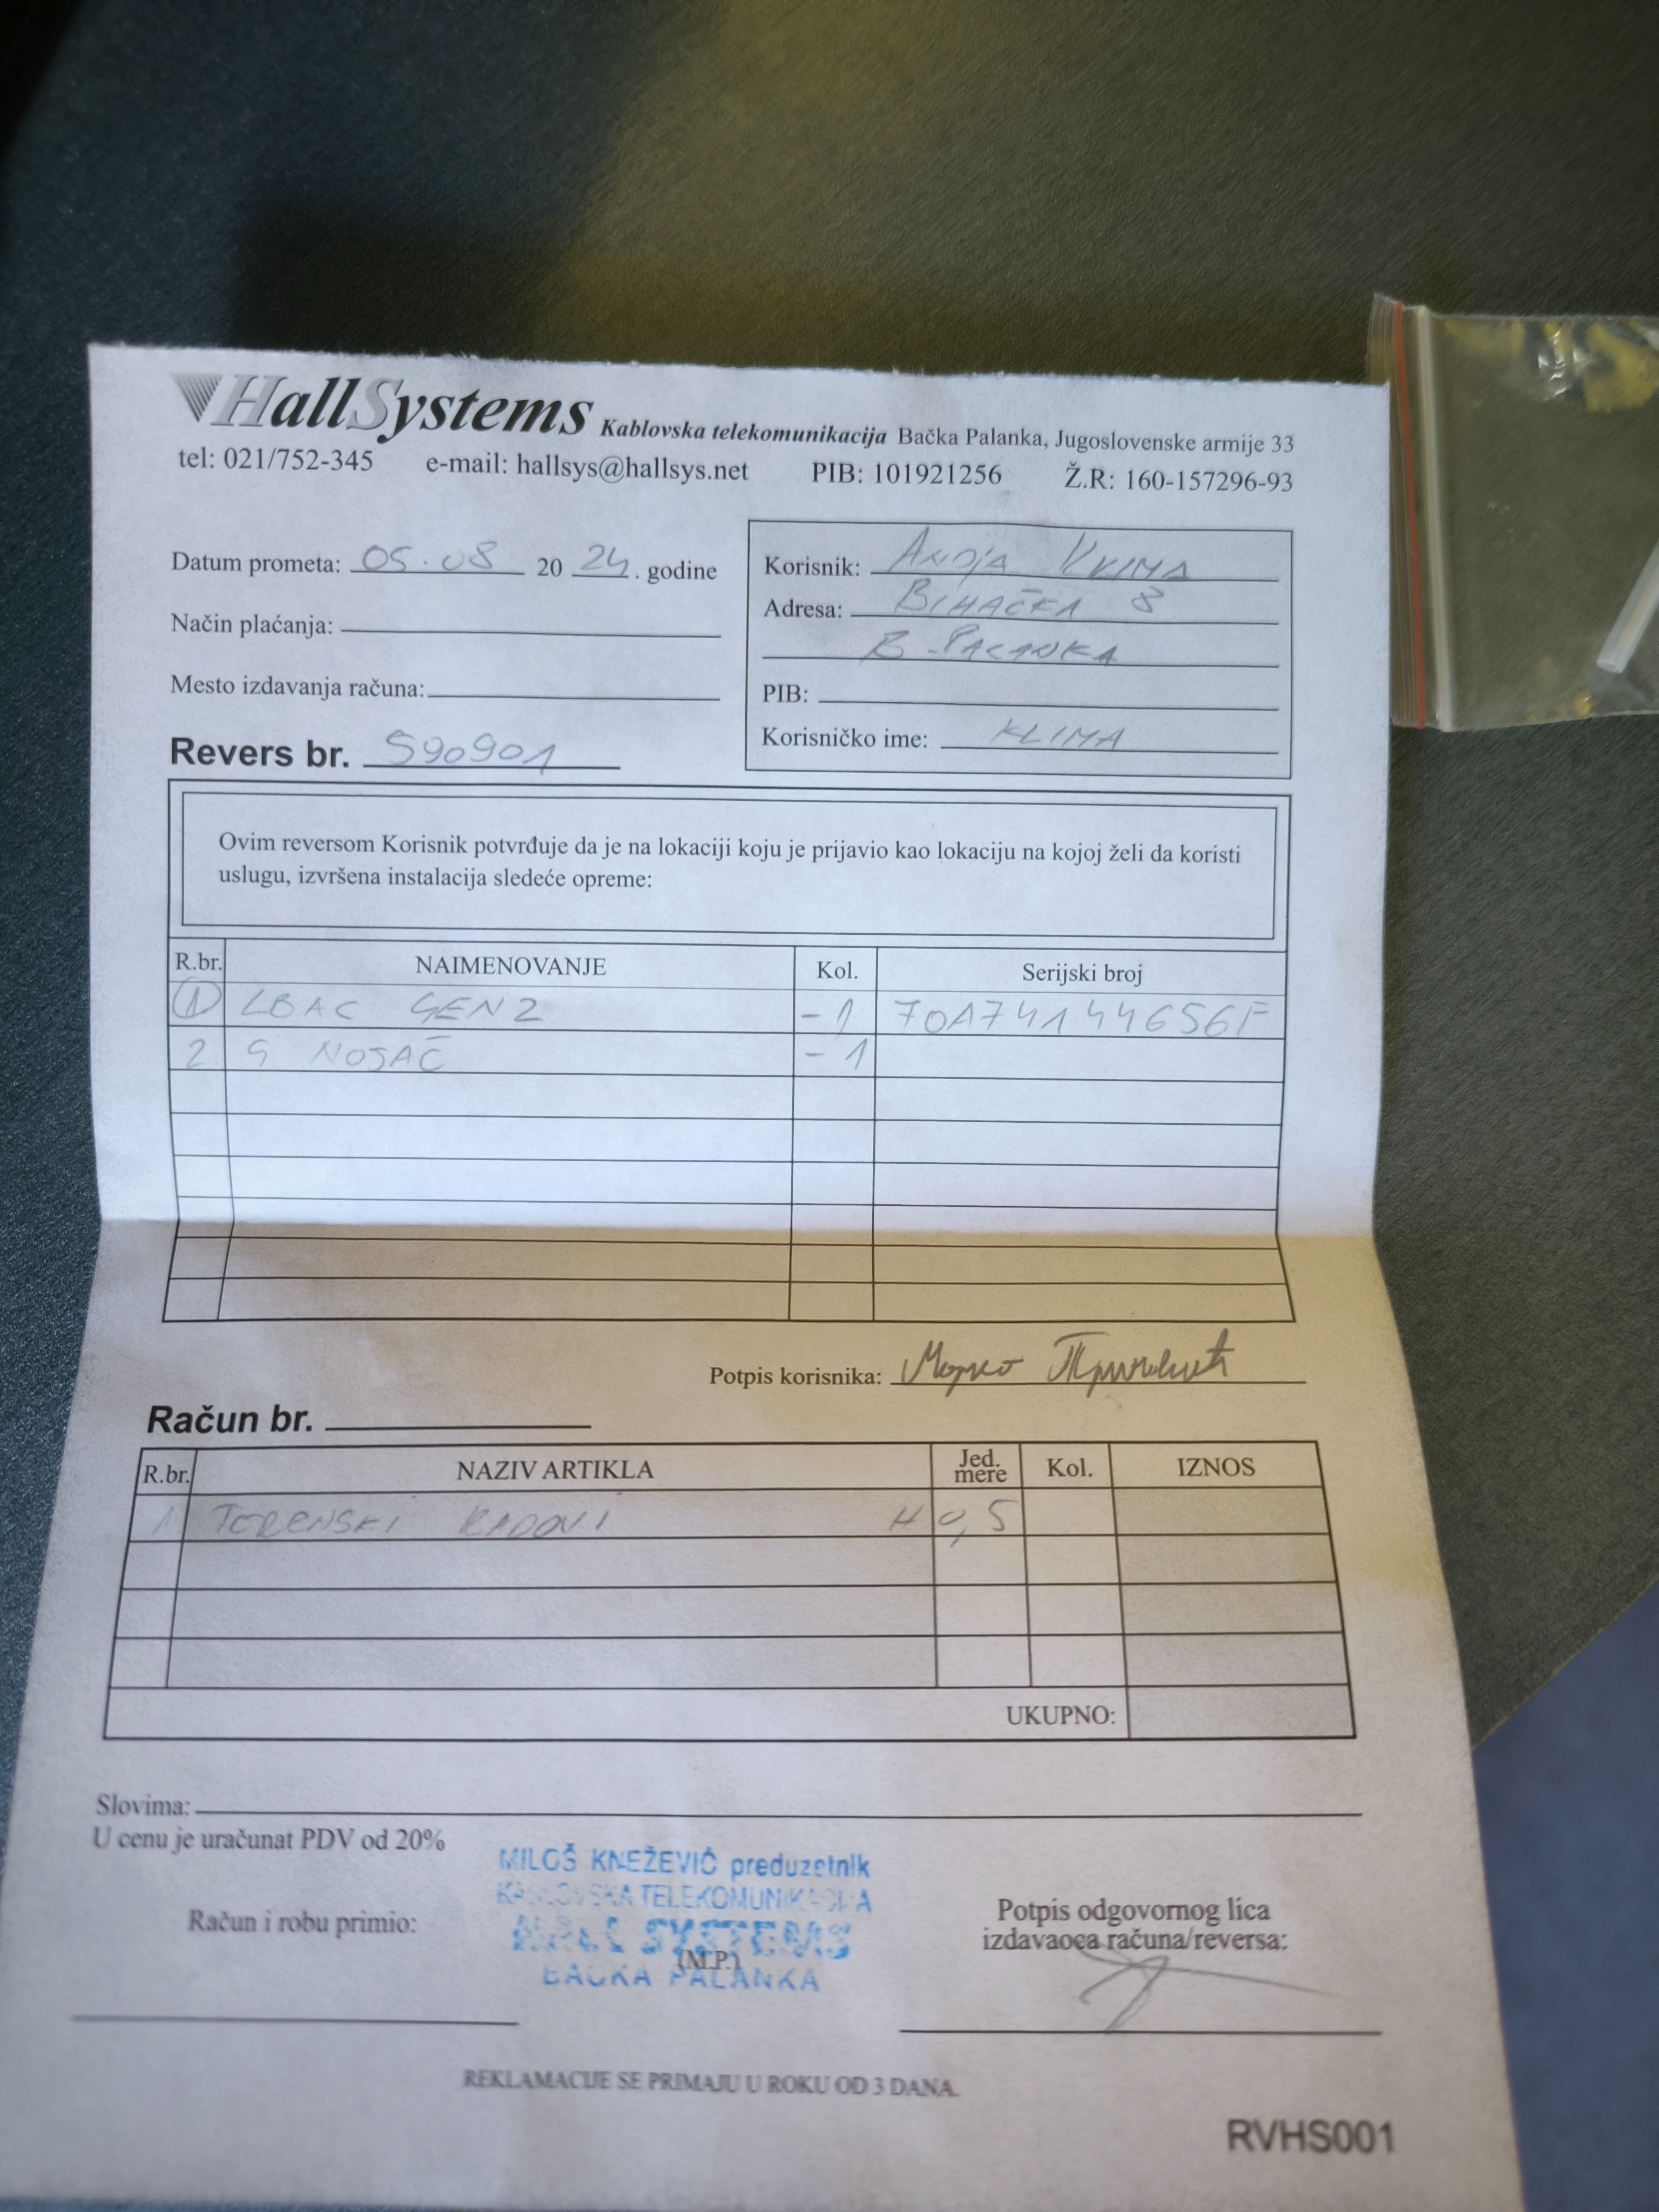 HallSystems Kablovska telekomunikacija Bačka Palanka, Jugoslovenske armije 33
tel: 021/752-345 e-mail: hallsys@hallsys.net PIB: 101921256 Ž.R: 160-157296-93
Datum prometa: 05.08 20 24. godine
Način plaćanja:
Mesto izdavanja računa:
Revers br. 590901
Korisnik: KLIMA
Adresa: BIHAĆKA 8
B. PALANKA
PIB:
Korisničko ime: KLIMA
Ovim reversom Korisnik potvrđuje da je na lokaciji koju je prijavio kao lokaciju na kojoj želi da koristi
uslugu, izvršena instalacija sledeće opreme:
R.br. NAIMENOVANJE Kol. Serijski broj
1 LBAC GEN2 -1 70A74144656F
2. G NOSAČ -1
Potpis korisnika: Марко
Račun br.
R.br. NAZIV ARTIKLA Jed. mere Kol. IZNOS
1 TERENSKI RADOVI H 0,5
UKUPNO:
Slovima:
U cenu je uračunat PDV od 20%
MILOŠ KNEŽEVIĆ preduzetnik
KABLOVSKA TELEKOMUNIKACIJA
HALL SYSTEMS
BAČKA PALANKA
Račun i robu primio:
(M.P.)
Potpis odgovornog lica
izdavaoca računa/reversa:
REKLAMACIJE SE PRIMAJU U ROKU OD 3 DANA.
RVHS001